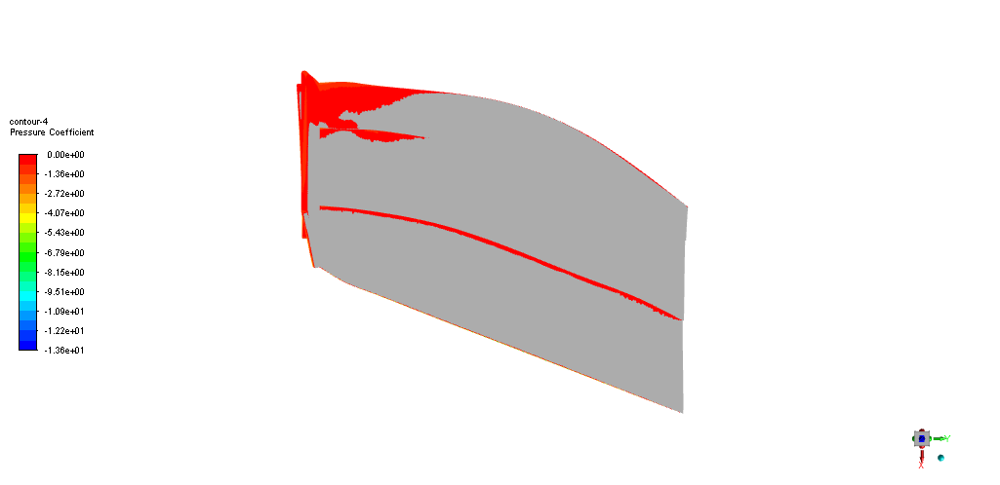 contour-4
Pressure Coefficient
0.00e+00
-1.36e+00
-2.72e+00
-4.07e+00
-5.43e+00
-6.79e+00
-8.15e+00
-9.51e+00
-1.09e+01
-1.22e+01
-1.36e+01
Y
X